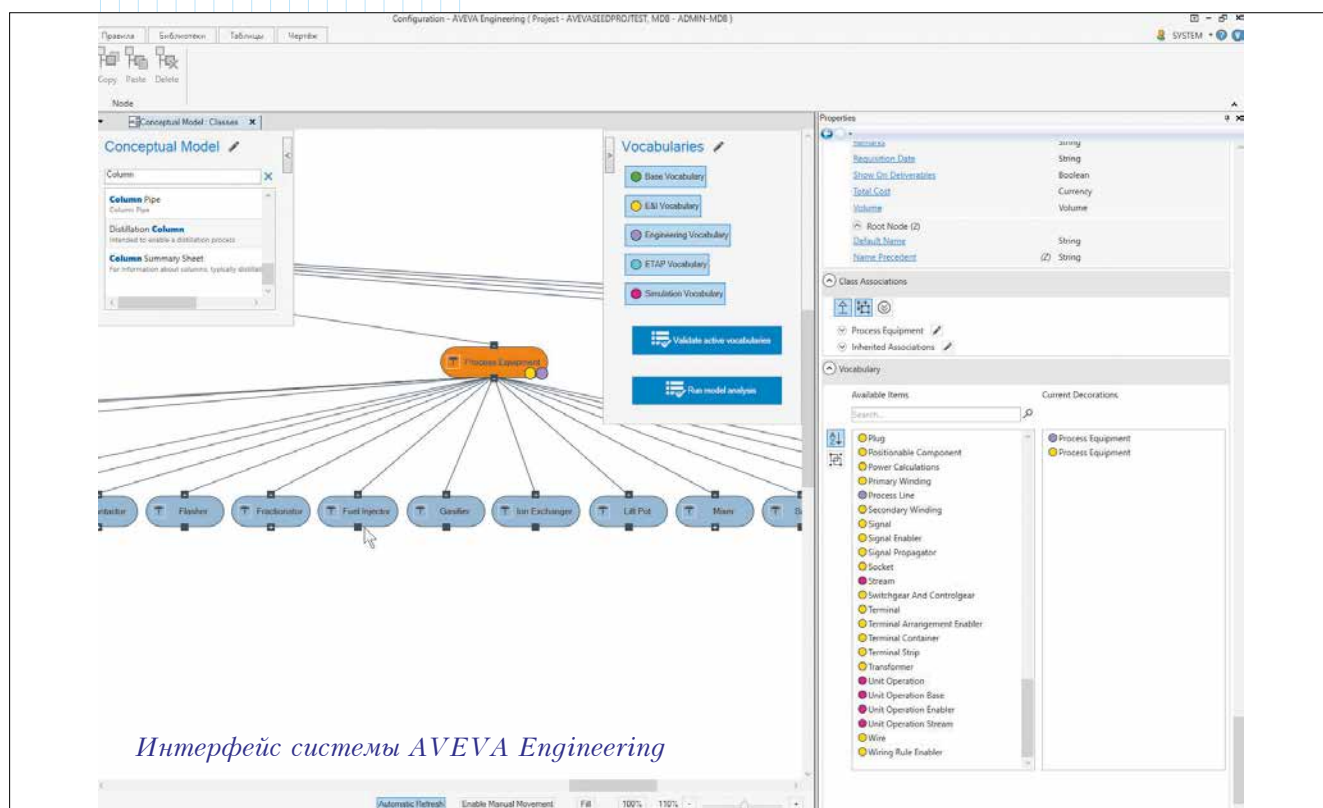 Configuration - AVEVA Engineering ( Project - AVEVASEEDPROJTEST, MDB - ADMIN-MDB )
Правила Библиотеки Таблицы Чертёж
SYSTEM
Copy Paste Delete
Node
Conceptual Model : Classes
Conceptual Model
Column
Column Pipe
Column Pipe
Distillation Column
Intended to enable a distillation process
Column Summary Sheet
For information about columns, typically distillat
Vocabularies
Base Vocabulary
E&I Vocabulary
Engineering Vocabulary
ETAP Vocabulary
Simulation Vocabulary
Validate active vocabularies
Run model analysis
Process Equipment
Flasher
Fractionator
Fuel Injector
Gasifier
Ion Exchanger
Lift Pot
Mixer
Properties
Remarks String
Requisition Date String
Show On Deliverables Boolean
Total Cost Currency
Volume Volume
Root Node (2)
Default Name String
Name Precedent (2) String
Class Associations
Process Equipment
Inherited Associations
Vocabulary
Available Items Current Decorations
Search...
Plug
Positionable Component
Power Calculations
Primary Winding
Process Line
Secondary Winding
Signal
Signal Enabler
Signal Propagator
Socket
Stream
Switchgear And Controlgear
Terminal
Terminal Arrangement Enabler
Terminal Container
Terminal Strip
Transformer
Unit Operation
Unit Operation Base
Unit Operation Enabler
Unit Operation Stream
Wire
Wiring Rule Enabler
Process Equipment
Process Equipment
Интерфейс системы AVEVA Engineering
Automatic Refresh Enable Manual Movement Fill 100% 110% - +